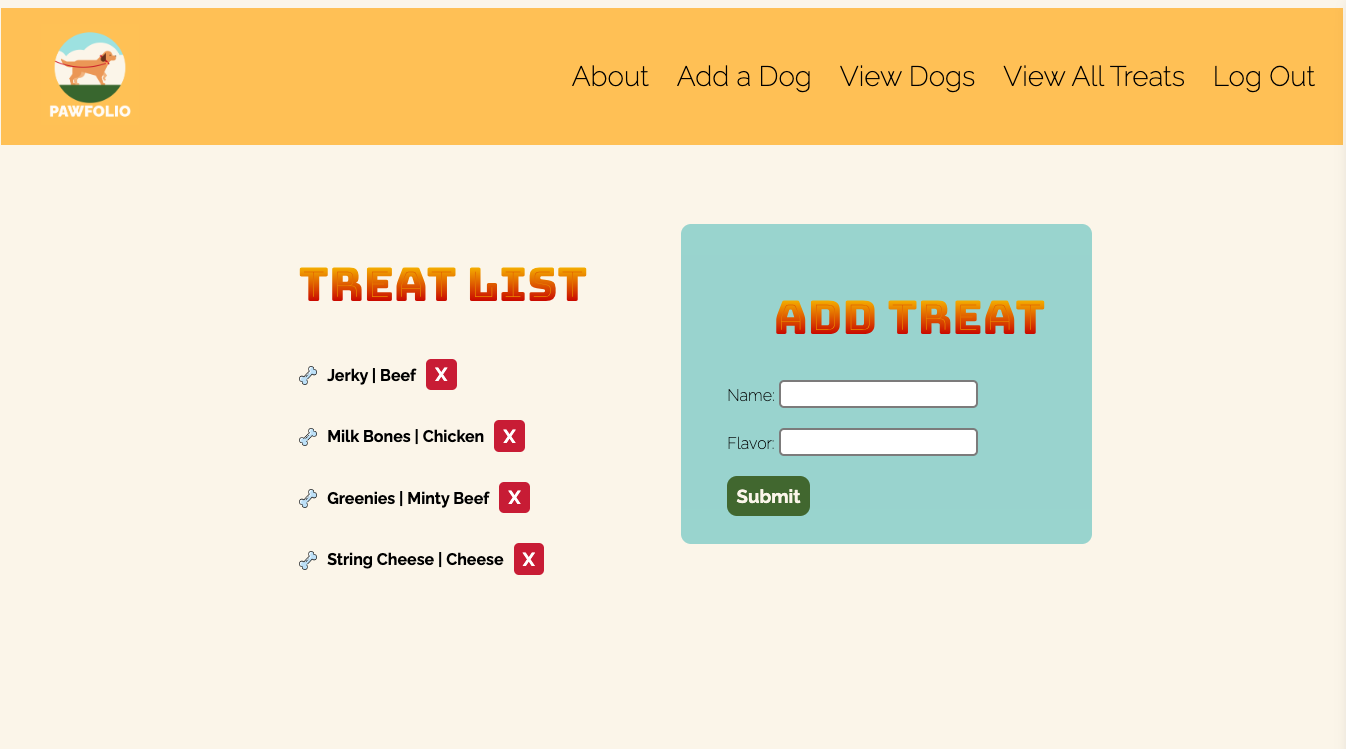 PAWFOLIO
About Add a Dog View Dogs View All Treats Log Out
TREAT LIST
Jerky | Beef X
Milk Bones | Chicken X
Greenies | Minty Beef X
String Cheese | Cheese X
ADD TREAT
Name:
Flavor:
Submit